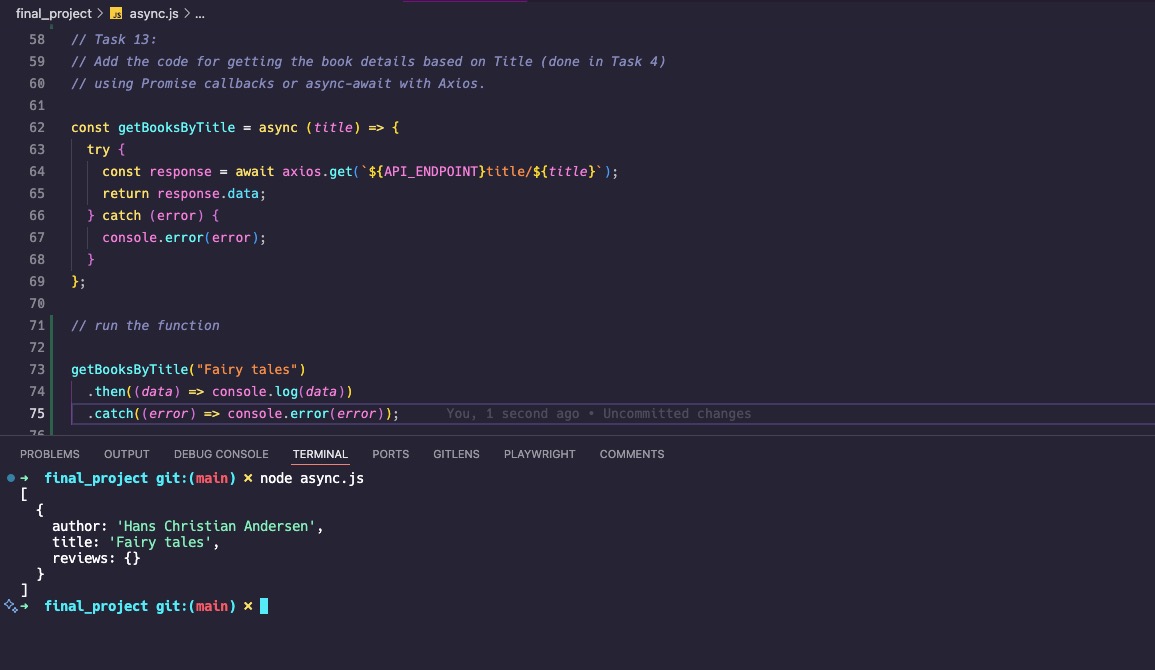 final_project > JS async.js > ...
58 // Task 13:
59 // Add the code for getting the book details based on Title (done in Task 4)
60 // using Promise callbacks or async-await with Axios.
61
62 const getBooksByTitle = async (title) => {
63 try {
64 const response = await axios.get(`${API_ENDPOINT}title/${title}`);
65 return response.data;
66 } catch (error) {
67 console.error(error);
68 }
69 };
70
71 // run the function
72
73 getBooksByTitle("Fairy tales")
74 .then((data) => console.log(data))
75 .catch((error) => console.error(error)); You, 1 second ago • Uncommitted changes
76
PROBLEMS OUTPUT DEBUG CONSOLE TERMINAL PORTS GITLENS PLAYWRIGHT COMMENTS
➜ final_project git:(main) ✗ node async.js
[
{
author: 'Hans Christian Andersen',
title: 'Fairy tales',
reviews: {}
}
]
➜ final_project git:(main) ✗